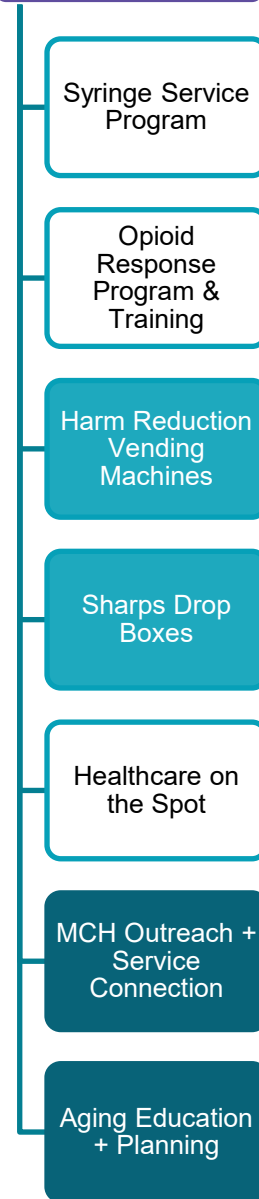 Syringe Service
Program
Opioid
Response
Program &
Training
Harm Reduction
Vending
Machines
Sharps Drop
Boxes
Healthcare on
the Spot
MCH Outreach +
Service
Connection
Aging Education
+ Planning